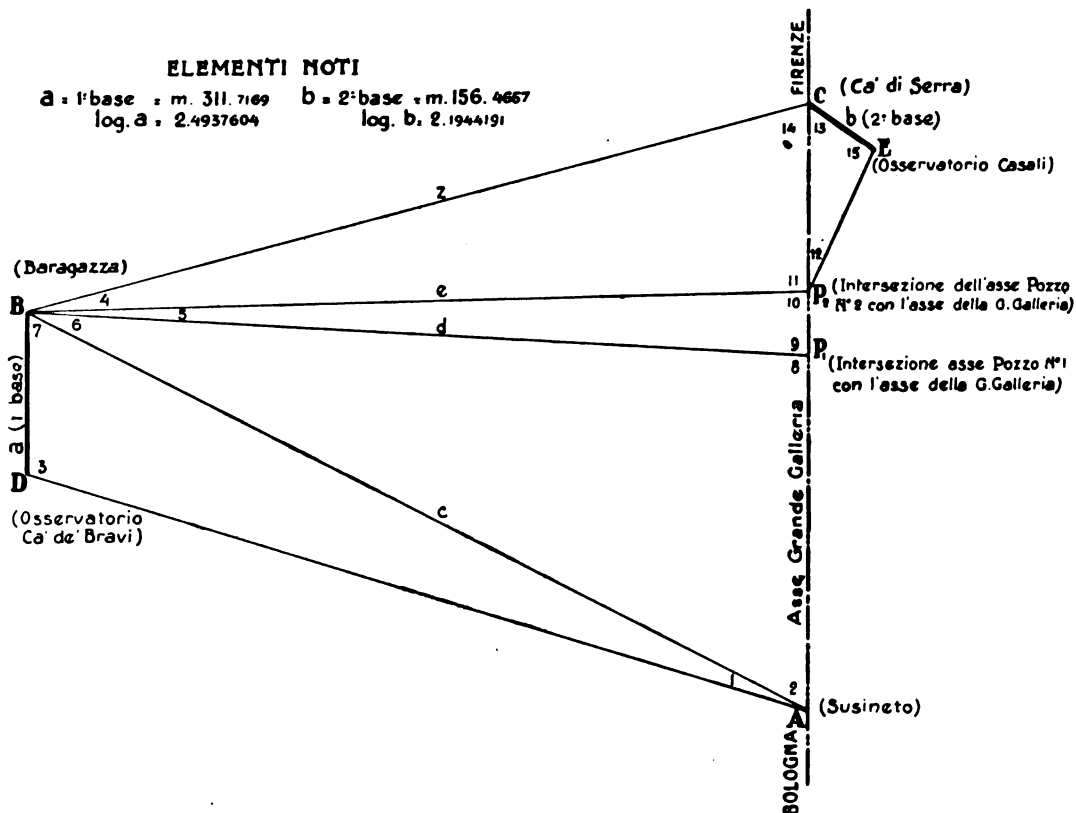 ELEMENTI NOTI
a = 1ª base = m. 311.7169 b = 2ª base = m. 156.4667
log. a = 2.4937604 log. b = 2.1944191
FIRENZE
C (Ca' di Serra)
14 13 b (2ª base)
15 E
(Osservatorio Casali)
z
12
(Baragazza)
B 4 e 11 P2 (Intersezione dell'asse Pozzo
10 N° 2 con l'asse della G. Galleria)
7 6 5 d
9 P1
8 (Intersezione asse Pozzo N° 1
con l'asse della G. Galleria)
a (1 base)
3
D
(Osservatorio
Ca' de' Bravi)
c
Asse Grande Galleria
1 2
A (Susineto)
BOLOGNA